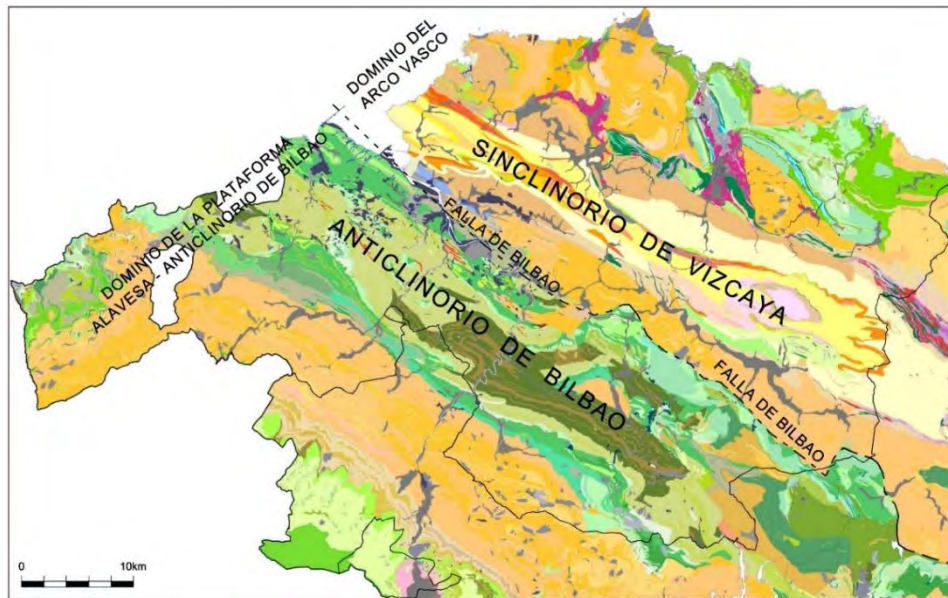 DOMINIO DEL
ARCO VASCO
DOMINIO DE LA PLATAFORMA
ALAVESA - ANTICLINORIO DE BILBAO
SINCLINORIO DE VIZCAYA
FALLA DE BILBAO
ANTICLINORIO DE BILBAO
FALLA DE BILBAO
0 10km